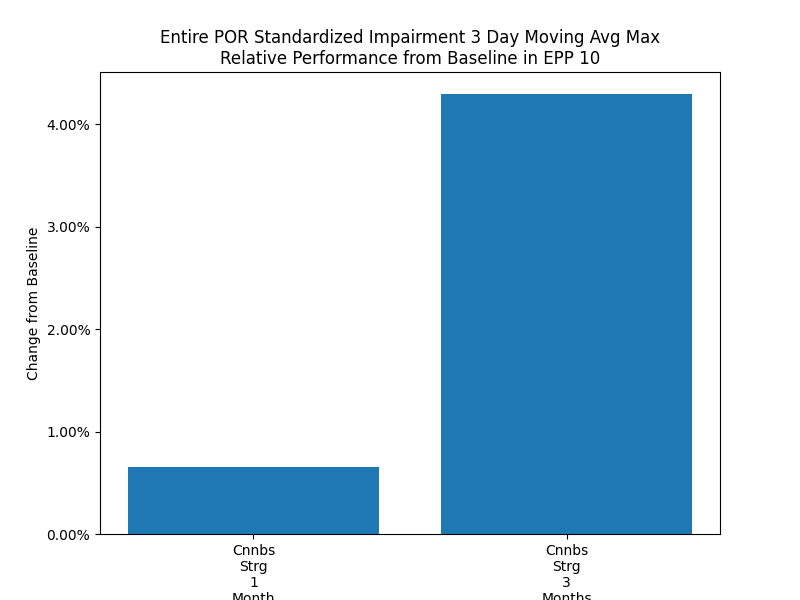 Entire POR Standardized Impairment 3 Day Moving Avg Max
Relative Performance from Baseline in EPP 10
4.00%
3.00%
2.00%
1.00%
0.00%
Change from Baseline
Cnnbs
Strg
1
Month
Cnnbs
Strg
3
Months